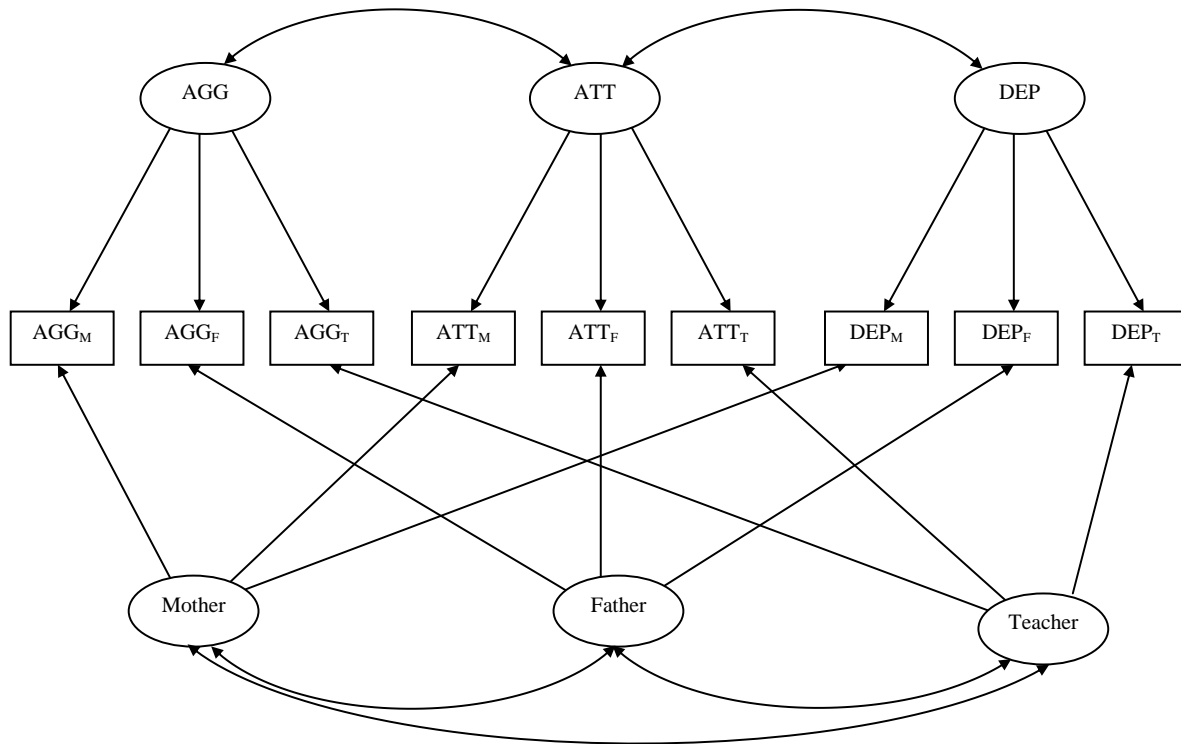 AGG
ATT
DEP
AGGM
AGGF
AGGT
ATTM
ATTF
ATTT
DEPM
DEPF
DEPT
Mother
Father
Teacher